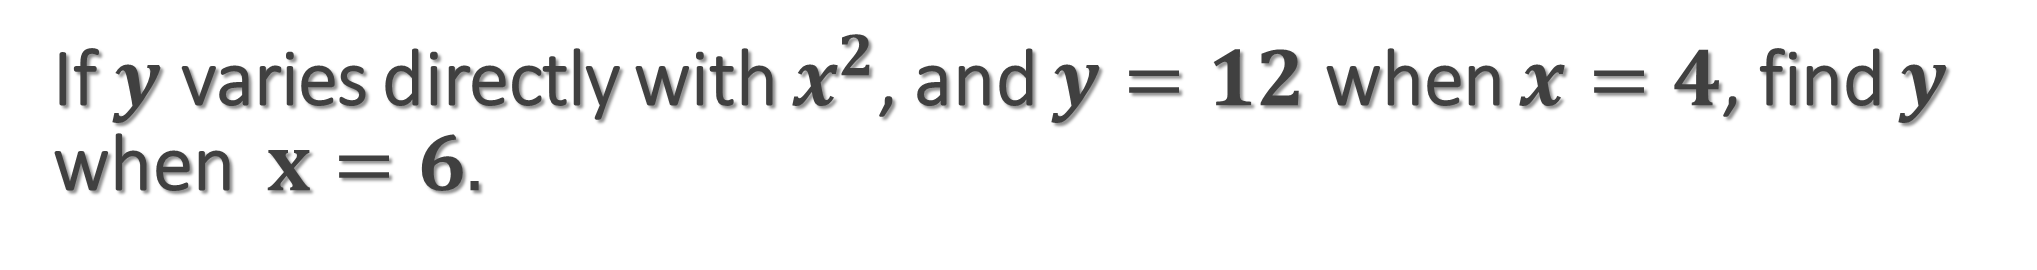 If y varies directly with x², and y = 12 when x = 4, find y
when x = 6.